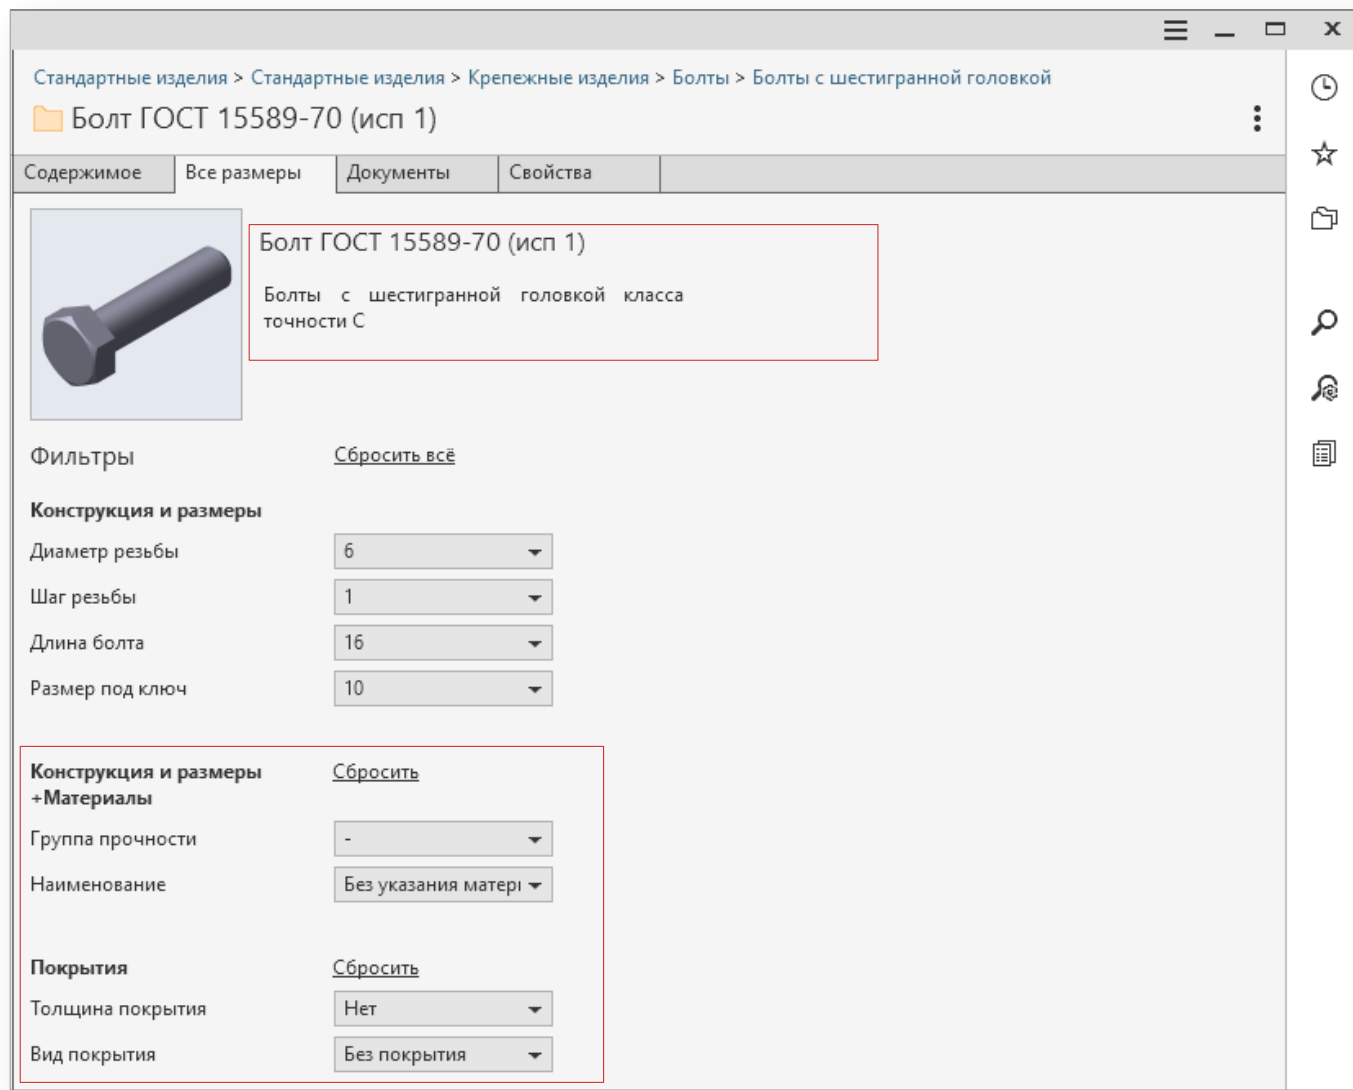 Стандартные изделия > Стандартные изделия > Крепежные изделия > Болты > Болты с шестигранной головкой
Болт ГОСТ 15589-70 (исп 1)
Содержимое Все размеры Документы Свойства
Болт ГОСТ 15589-70 (исп 1)
Болты с шестигранной головкой класса
точности С
Фильтры Сбросить всё
Конструкция и размеры
Диаметр резьбы 6
Шаг резьбы 1
Длина болта 16
Размер под ключ 10
Конструкция и размеры Сбросить
+Материалы
Группа прочности -
Наименование Без указания матери
Покрытия Сбросить
Толщина покрытия Нет
Вид покрытия Без покрытия